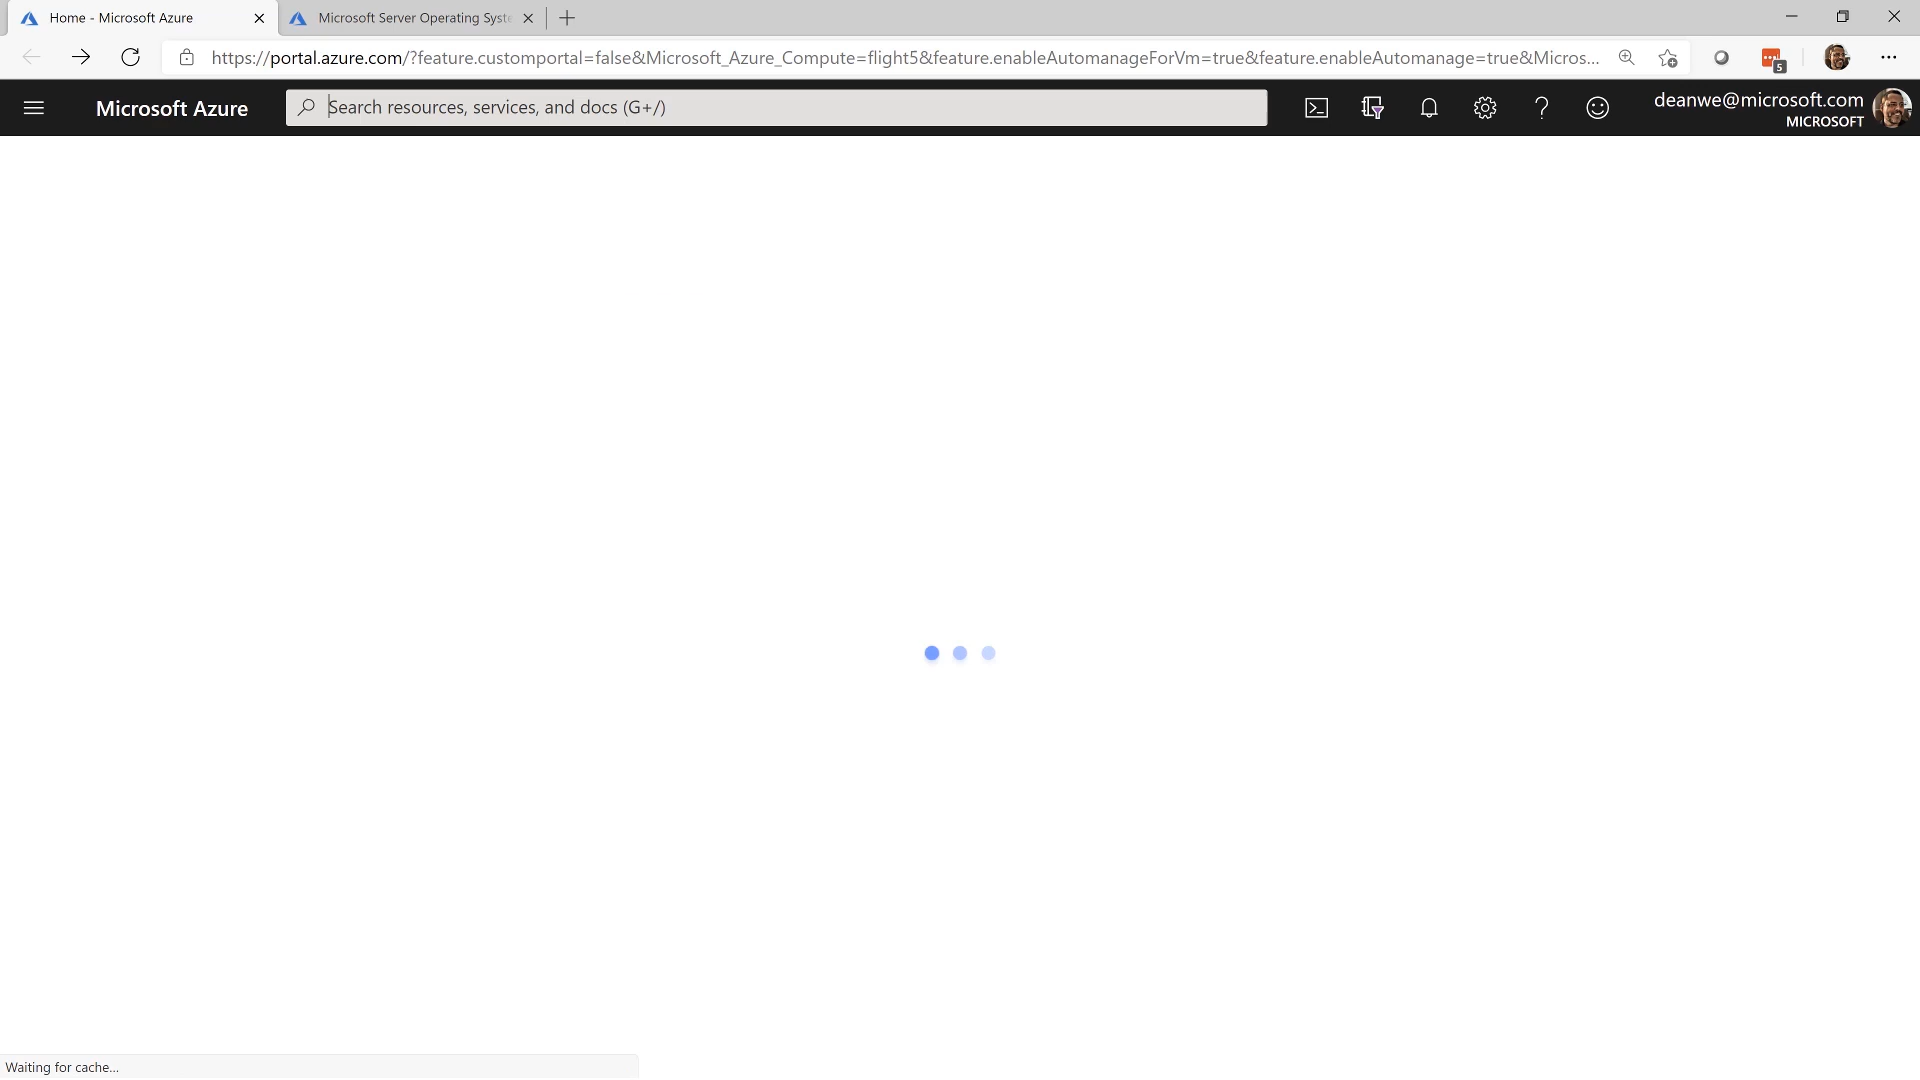 Home - Microsoft Azure
Microsoft Server Operating Syst
https://portal.azure.com/?feature.customportal=false&Microsoft_Azure_Compute=flight5&feature.enableAutomanageForVm=true&feature.enableAutomanage=true&Micros...
5
Microsoft Azure
Search resources, services, and docs (G+/)
deanwe@microsoft.com
MICROSOFT
Waiting for cache...